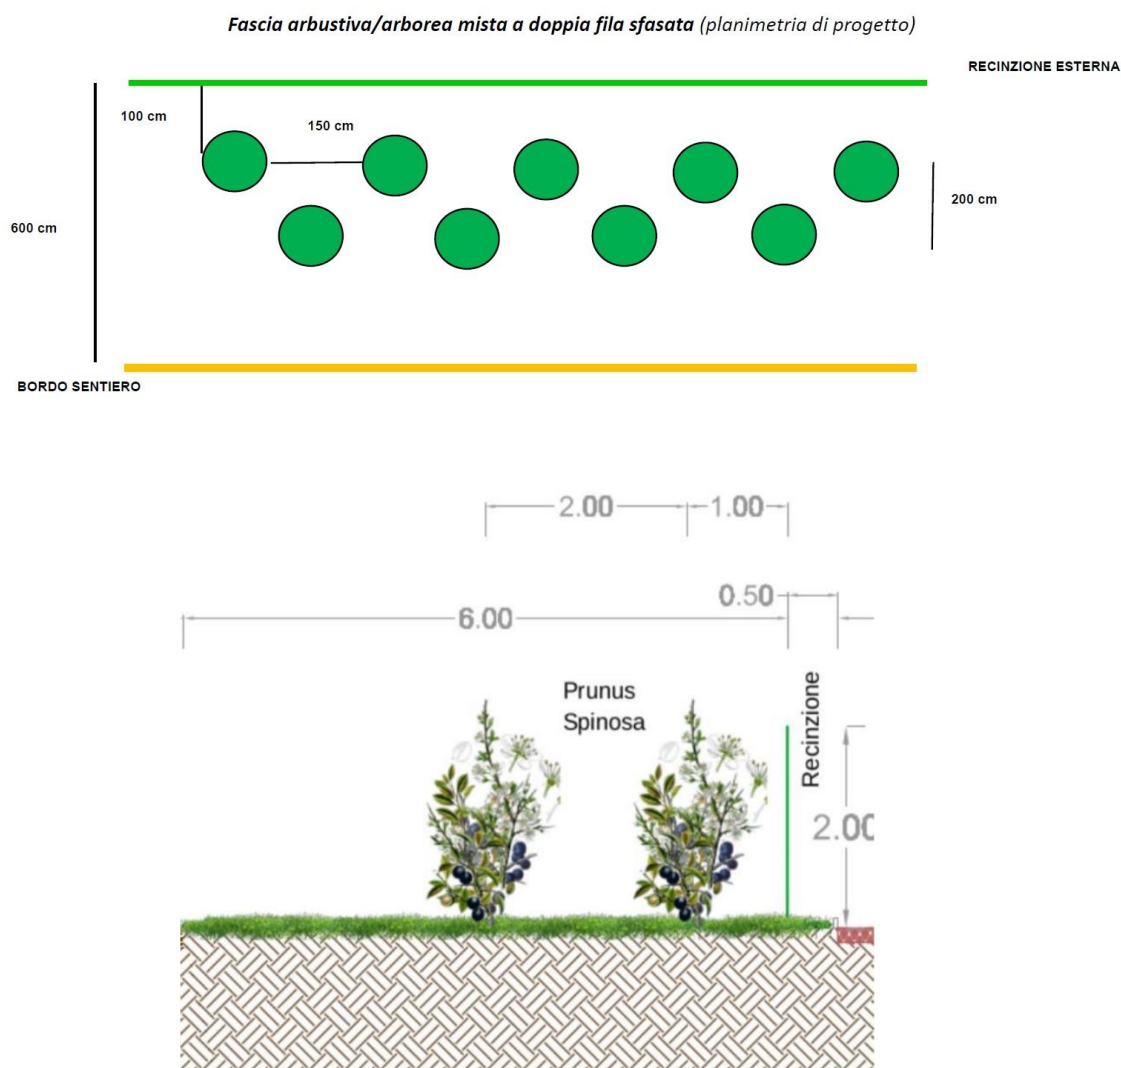 Fascia arbustiva/arborea mista a doppia fila sfasata (planimetria di progetto)
RECINZIONE ESTERNA
100 cm
150 cm
200 cm
600 cm
BORDO SENTIERO
2.00
1.00
0.50
6.00
Prunus
Spinosa
Recinzione
2.00